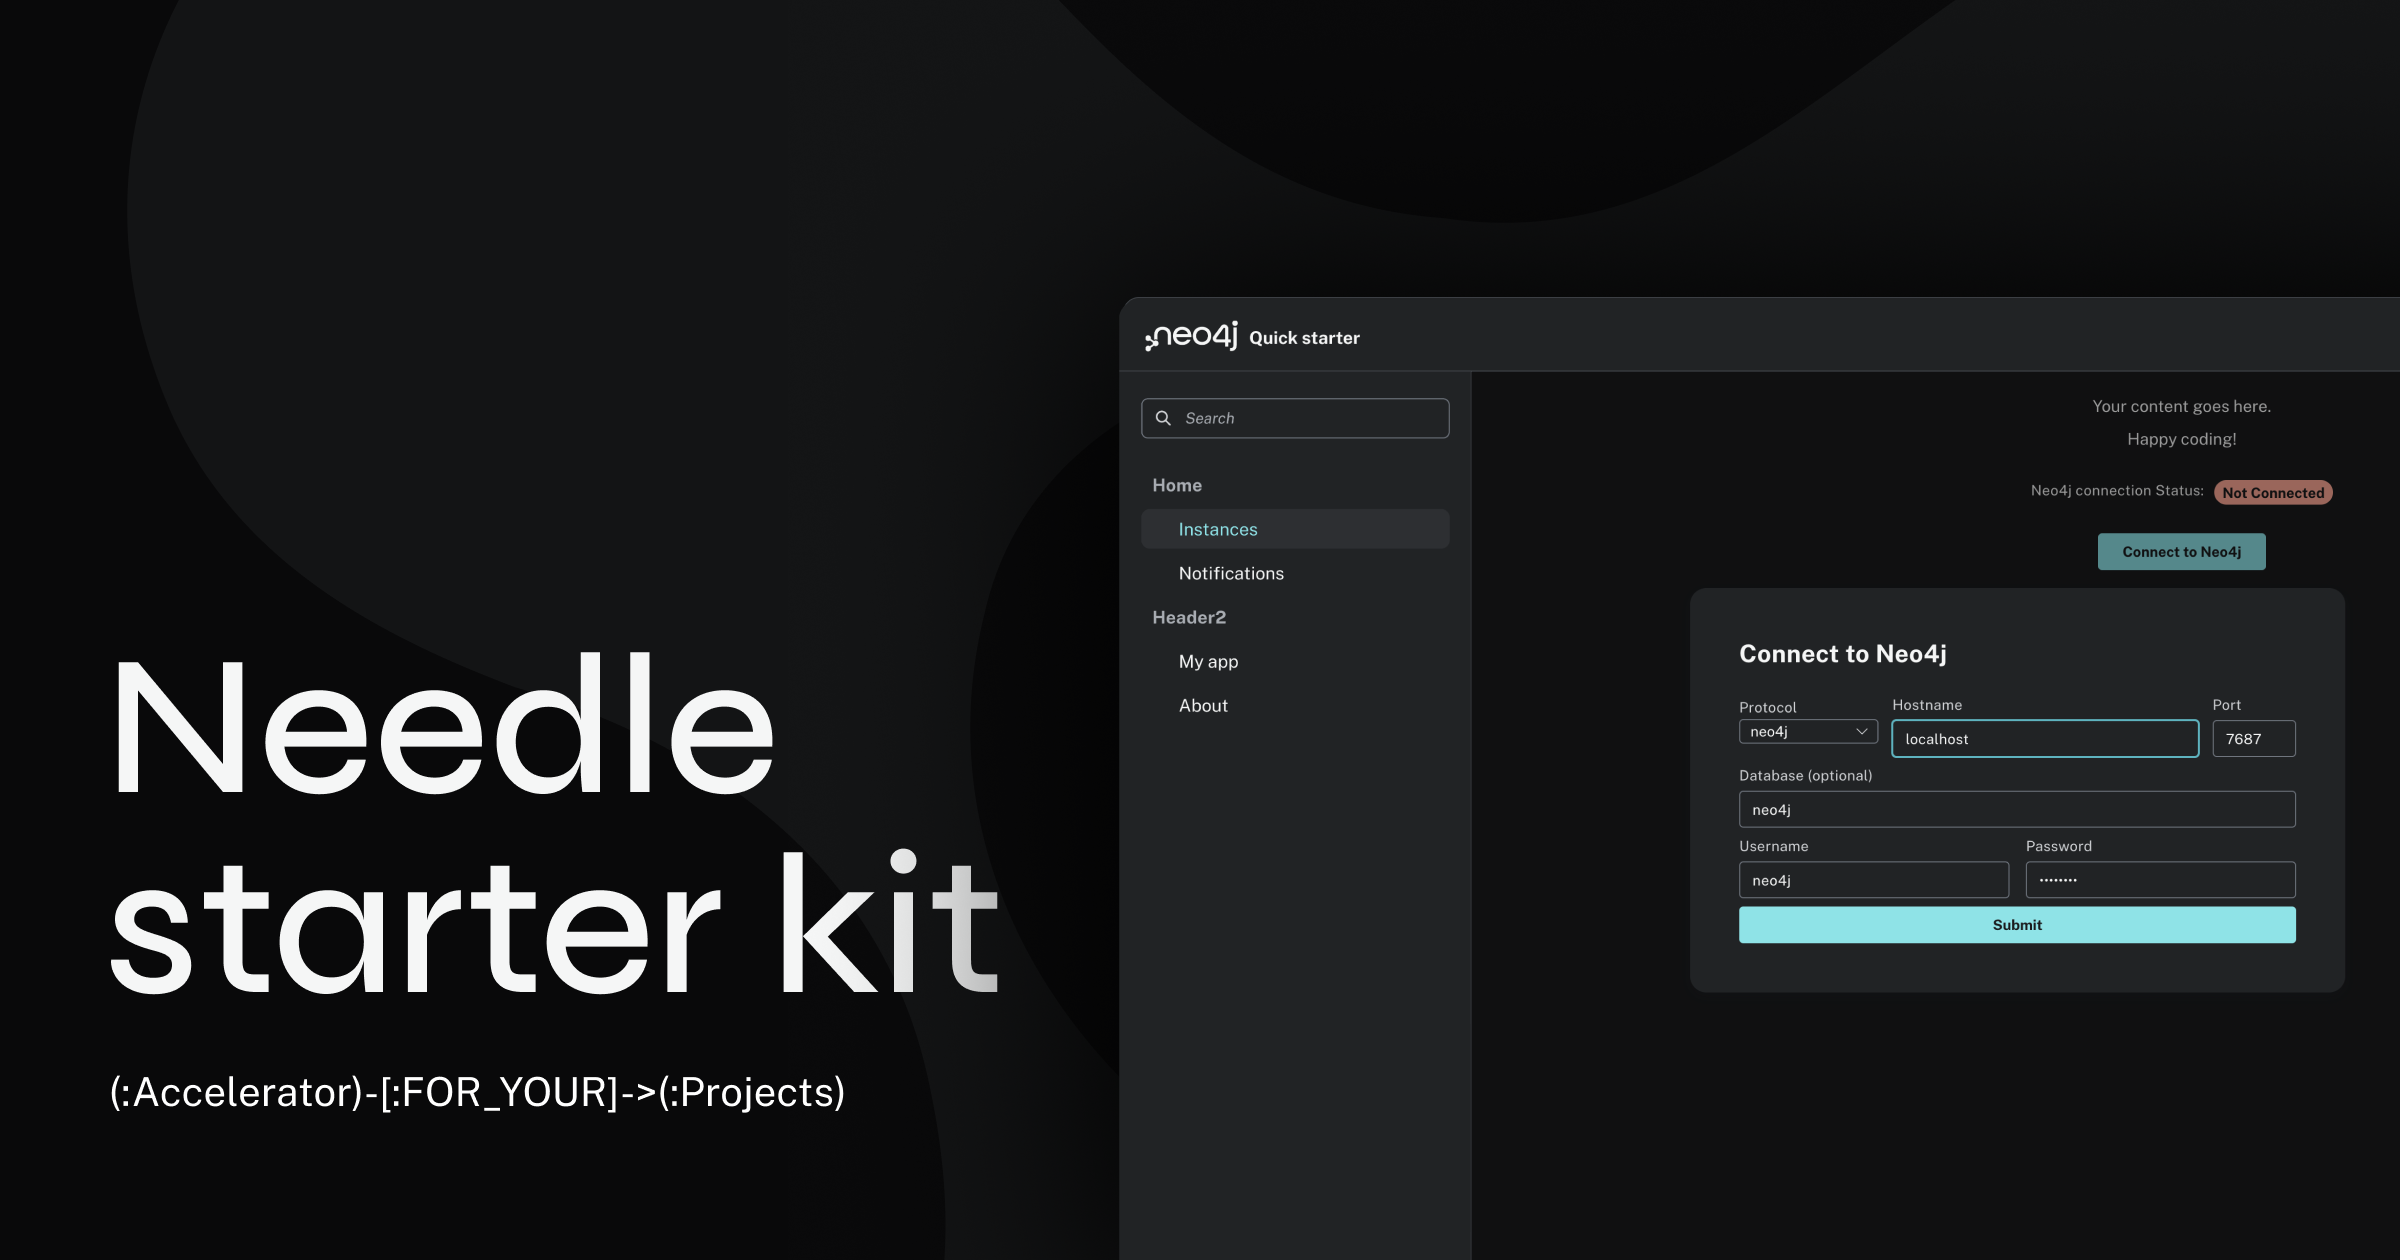 Needle
starter kit
(:Accelerator)-[:FOR_YOUR]->(:Projects)
neo4j Quick starter
Search
Home
Instances
Notifications
Header2
My app
About
Your content goes here.
Happy coding!
Neo4j connection Status: Not Connected
Connect to Neo4j
Connect to Neo4j
Protocol Hostname Port
neo4j localhost 7687
Database (optional)
neo4j
Username Password
neo4j ••••••••
Submit